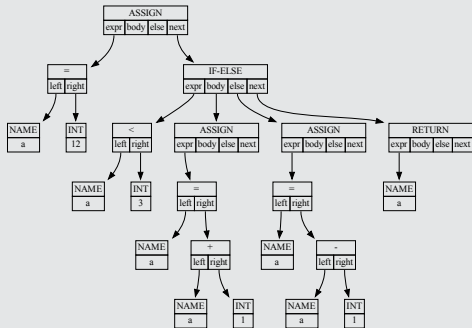 ASSIGN
expr body else next
=
left right
IF-ELSE
expr body else next
NAME
a
INT
12
<
left right
ASSIGN
expr body else next
ASSIGN
expr body else next
RETURN
expr body else next
NAME
a
INT
3
=
left right
=
left right
NAME
a
NAME
a
+
left right
NAME
a
-
left right
NAME
a
INT
1
NAME
a
INT
1